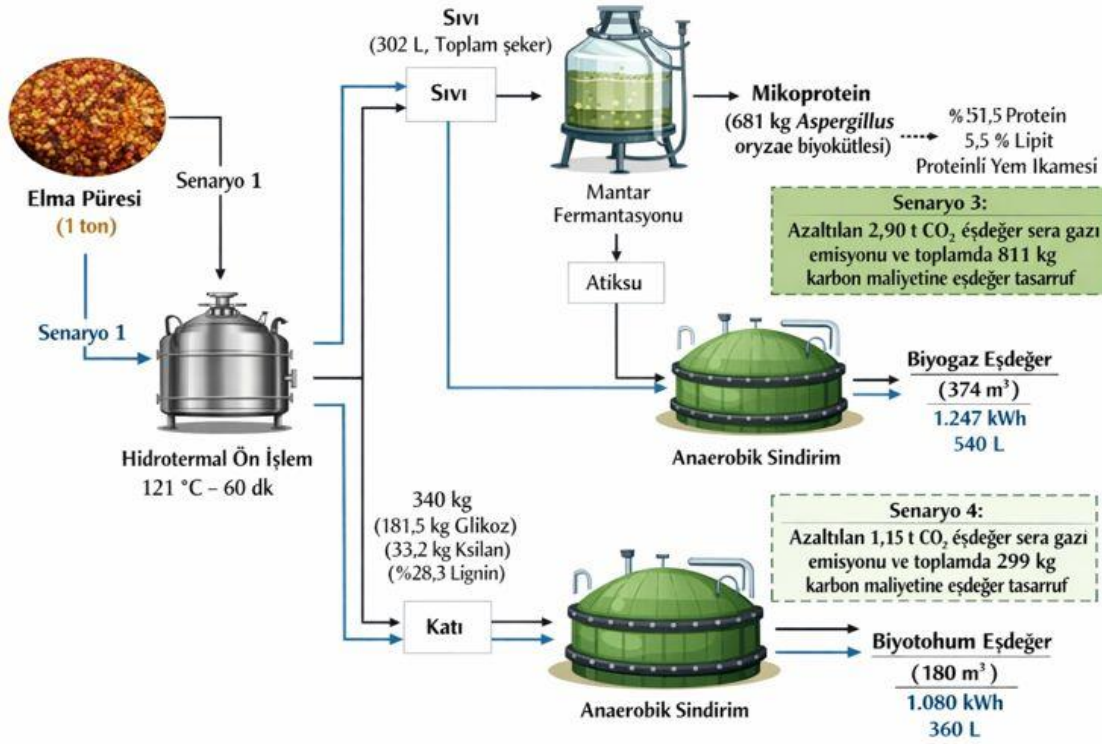 Sıvı
(302 L, Toplam şeker)
Sıvı
Mikoprotein
(681 kg Aspergillus
oryzae biyokütlesi)
%51,5 Protein
5,5 % Lipit
Proteinli Yem Ikamesi
Senaryo 1
Elma Püresi
(1 ton)
Mantar
Fermantasyonu
Senaryo 3:
Azaltılan 2,90 t CO₂ éşdeğer sera gazı
emisyonu ve toplamda 811 kg
karbon maliyetine eşdeğer tasarruf
Atiksu
Senaryo 1
Biyogaz Eşdeğer
(374 m³)
1.247 kWh
540 L
Anaerobik Sindirim
Hidrotermal Ön İşlem
121 °C – 60 dk
340 kg
(181,5 kg Glikoz)
(33,2 kg Ksilan)
(%28,3 Lignin)
Senaryo 4:
Azaltılan 1,15 t CO₂ éşdeğer sera gazi
emisyonu ve toplamda 299 kg
karbon maliyetine eşdeğer tasarruf
Katı
Biyotohum Eşdeğer
(180 m³)
1.080 kWh
360 L
Anaerobik Sindirim